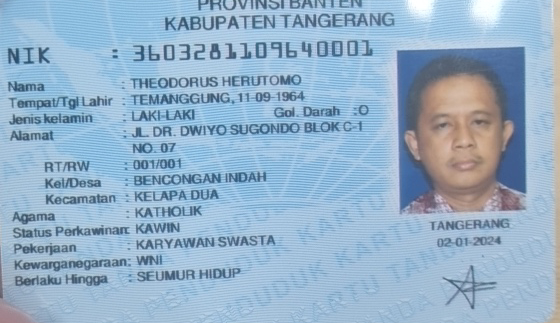 PROVINSI BANTEN
KABUPATEN TANGERANG
NIK : 3603281109640001
Nama : THEODORUS HERUTOMO
Tempat/Tgl Lahir : TEMANGGUNG, 11-09-1964
Jenis kelamin : LAKI-LAKI Gol. Darah :O
Alamat : JL. DR. DWIYO SUGONDO BLOK C-1
NO. 07
RT/RW : 001/001
Kel/Desa : BENCONGAN INDAH
Kecamatan : KELAPA DUA
Agama : KATHOLIK
Status Perkawinan: KAWIN
Pekerjaan : KARYAWAN SWASTA
Kewarganegaraan: WNI
Berlaku Hingga : SEUMUR HIDUP
TANGERANG
02-01-2024